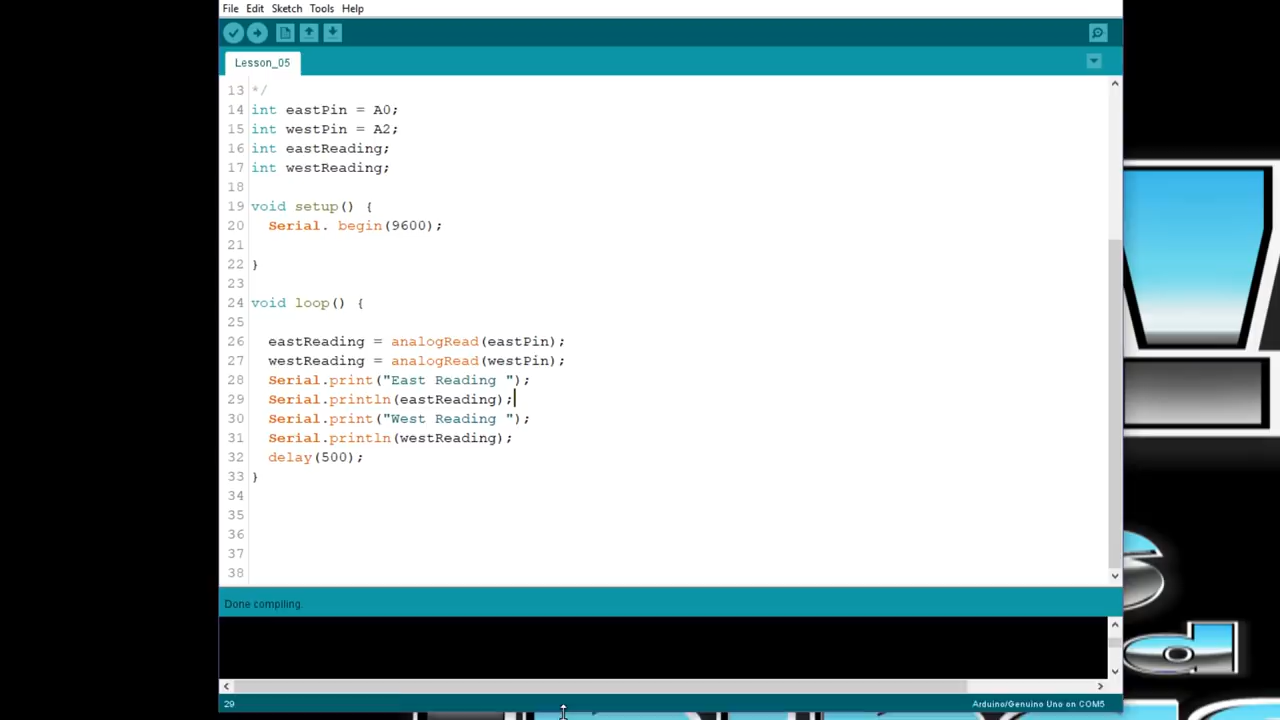 File Edit Sketch Tools Help
Lesson_05
13 */
14 int eastPin = A0;
15 int westPin = A2;
16 int eastReading;
17 int westReading;
18
19 void setup() {
20 Serial. begin(9600);
21
22 }
23
24 void loop() {
25
26 eastReading = analogRead(eastPin);
27 westReading = analogRead(westPin);
28 Serial.print("East Reading ");
29 Serial.println(eastReading);
30 Serial.print("West Reading ");
31 Serial.println(westReading);
32 delay(500);
33 }
34
35
36
37
38
Done compiling.
29 Arduino/Genuino Uno on COM5